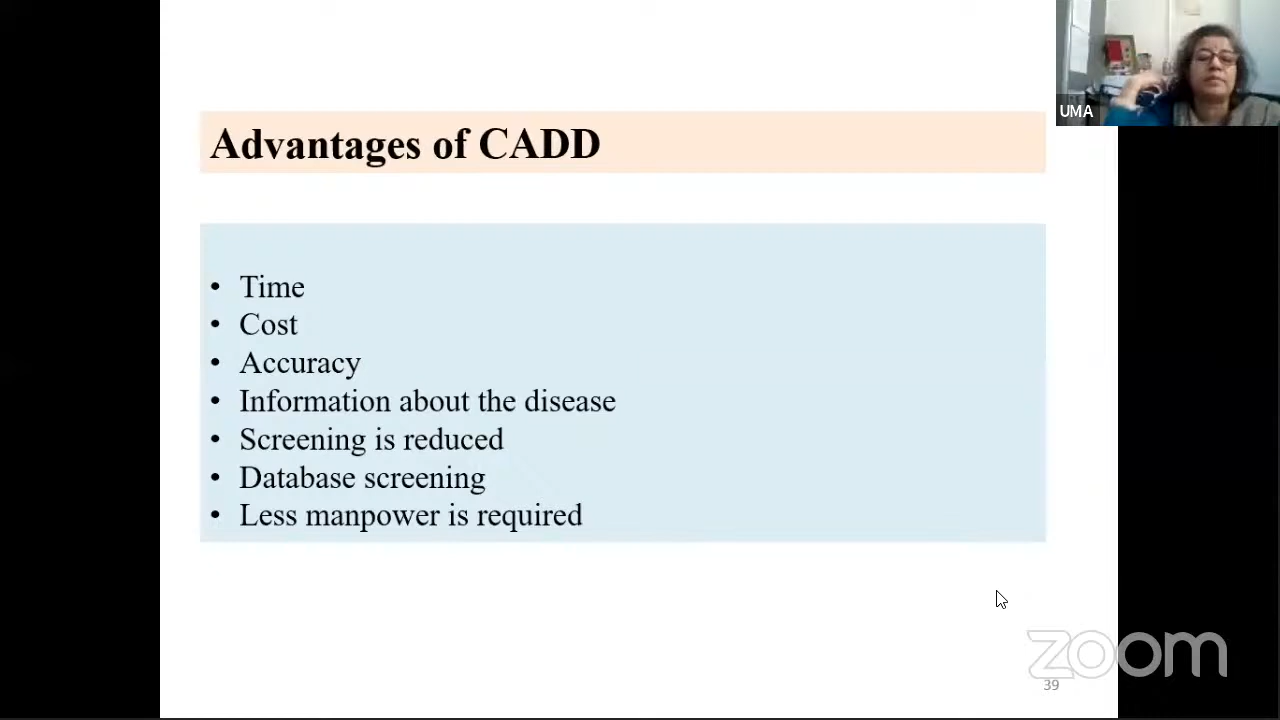 UMA
Advantages of CADD
• Time
• Cost
• Accuracy
• Information about the disease
• Screening is reduced
• Database screening
• Less manpower is required
zoom
39